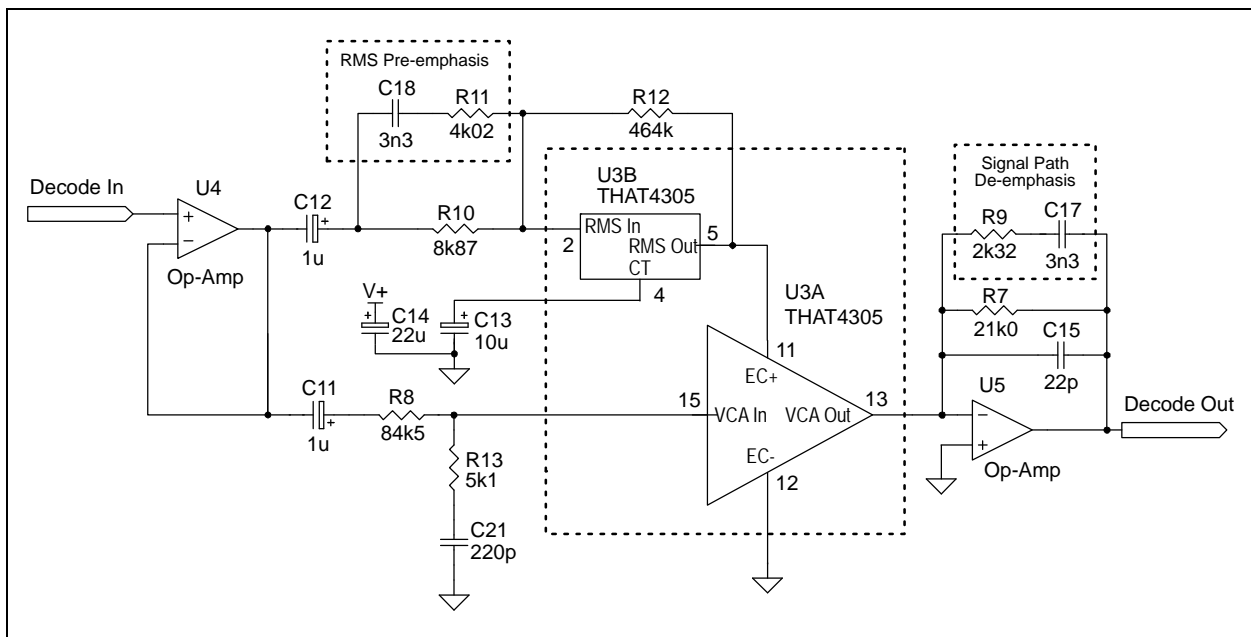 RMS Pre-emphasis
C18
3n3
R11
4k02
R12
464k
Decode In
U4
+
−
Op-Amp
C12
+
1u
R10
8k87
U3B
THAT4305
RMS In
2
RMS Out
5
CT
4
V+
+
C14
22u
+
C13
10u
U3A
THAT4305
11
EC+
15
VCA In
VCA Out
13
EC-
12
C11
+
1u
R8
84k5
R13
5k1
C21
220p
Signal Path
De-emphasis
R9
2k32
C17
3n3
R7
21k0
C15
22p
U5
−
+
Op-Amp
Decode Out